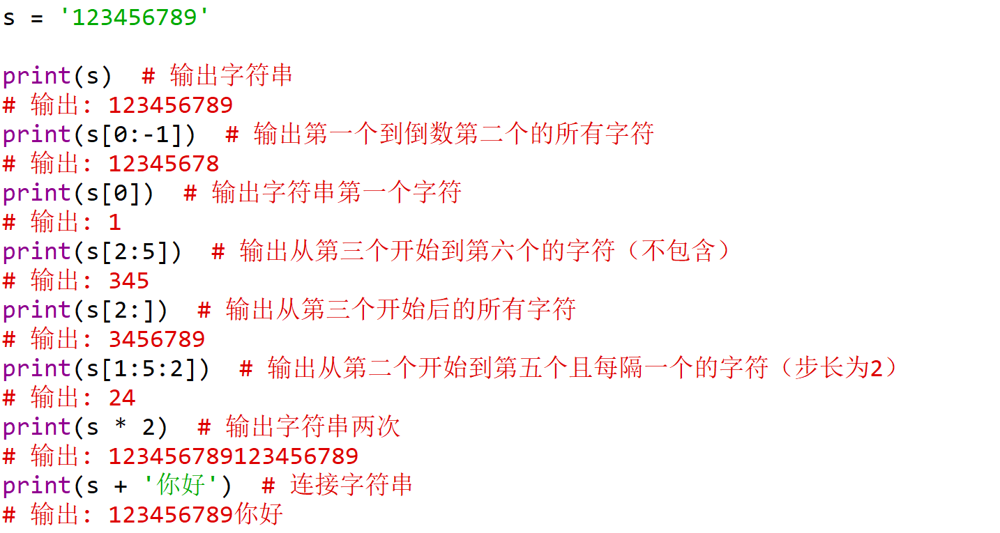 s = '123456789'
print(s)  # 输出字符串
# 输出: 123456789
print(s[0:-1])  # 输出第一个到倒数第二个的所有字符
# 输出: 12345678
print(s[0])  # 输出字符串第一个字符
# 输出: 1
print(s[2:5])  # 输出从第三个开始到第六个的字符（不包含）
# 输出: 345
print(s[2:])  # 输出从第三个开始后的所有字符
# 输出: 3456789
print(s[1:5:2])  # 输出从第二个开始到第五个且每隔一个的字符（步长为2）
# 输出: 24
print(s * 2)  # 输出字符串两次
# 输出: 123456789123456789
print(s + '你好')  # 连接字符串
# 输出: 123456789你好